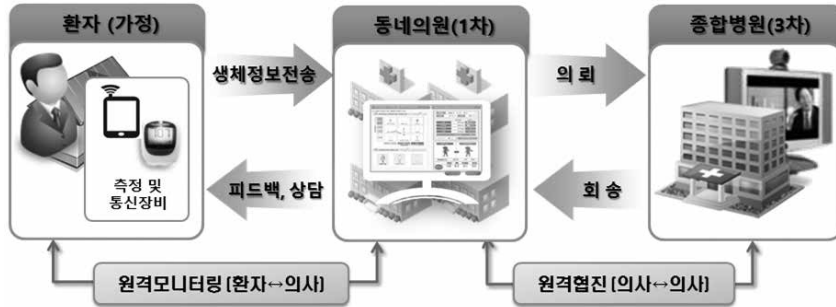 환자 (가정)
동네의원(1차)
종합병원(3차)
생체정보전송
의 뢰
측정 및
통신장비
피드백, 상담
회 송
원격모니터링 (환자↔의사)
원격협진 (의사↔의사)